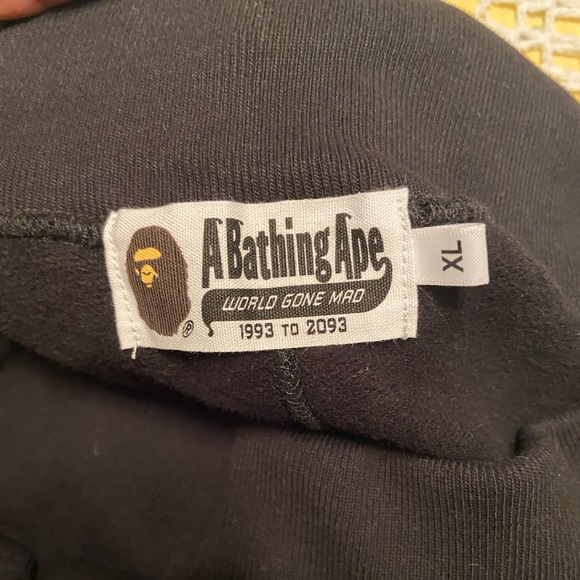 A Bathing Ape
WORLD GONE MAD
1993 TO 2093
®
XL